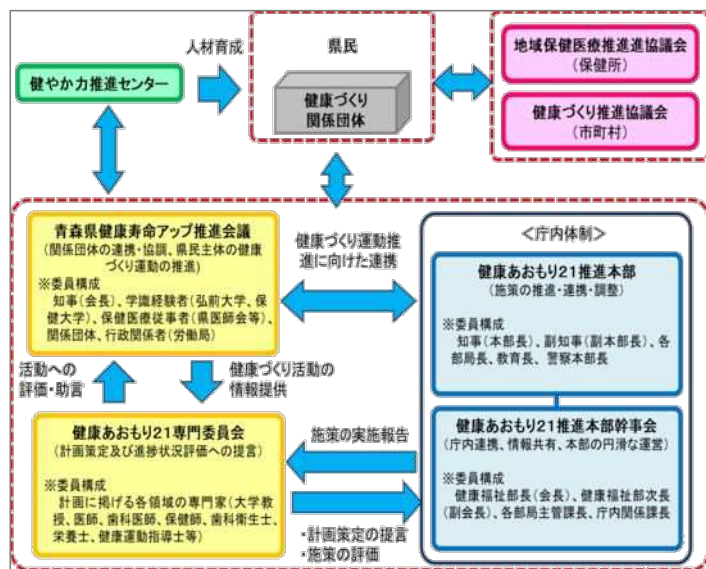 人材育成
県民
健やか力推進センター
健康づくり
関係団体
地域保健医療推進進協議会
(保健所)
健康づくり推進協議会
(市町村)
青森県健康寿命アップ推進会議
(関係団体の連携・協調、県民主体の健康
づくり運動の推進)
※委員構成
知事(会長)、学識経験者(弘前大学、保
健大学)、保健医療従事者(県医師会等)、
関係団体、行政関係者(労働局)
健康づくり運動推
進に向けた連携
<庁内体制>
健康あおもり21推進本部
(施策の推進・連携・調整)
※委員構成
知事(本部長)、副知事(副本部長)、各
部局長、教育長、警察本部長
活動への
評価・助言
健康づくり活動の
情報提供
健康あおもり21専門委員会
(計画策定及び進捗状況評価への提言)
※委員構成
計画に掲げる各領域の専門家(大学教
授、医師、歯科医師、保健師、歯科衛生士、
栄養士、健康運動指導士等)
施策の実施報告
・計画策定の提言
・施策の評価
健康あおもり21推進本部幹事会
(庁内連携、情報共有、本部の円滑な運営)
※委員構成
健康福祉部長(会長)、健康福祉部次長
(副会長)、各部局主管課長、庁内関係課長